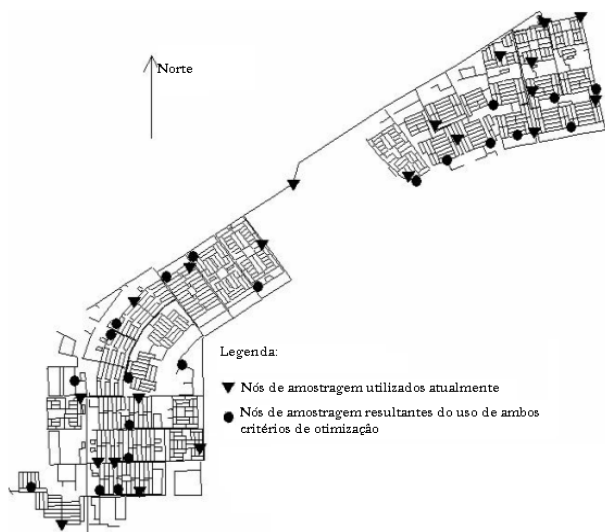 Norte
Legenda:
Nós de amostragem utilizados atualmente
Nós de amostragem resultantes do uso de ambos
critérios de otimização